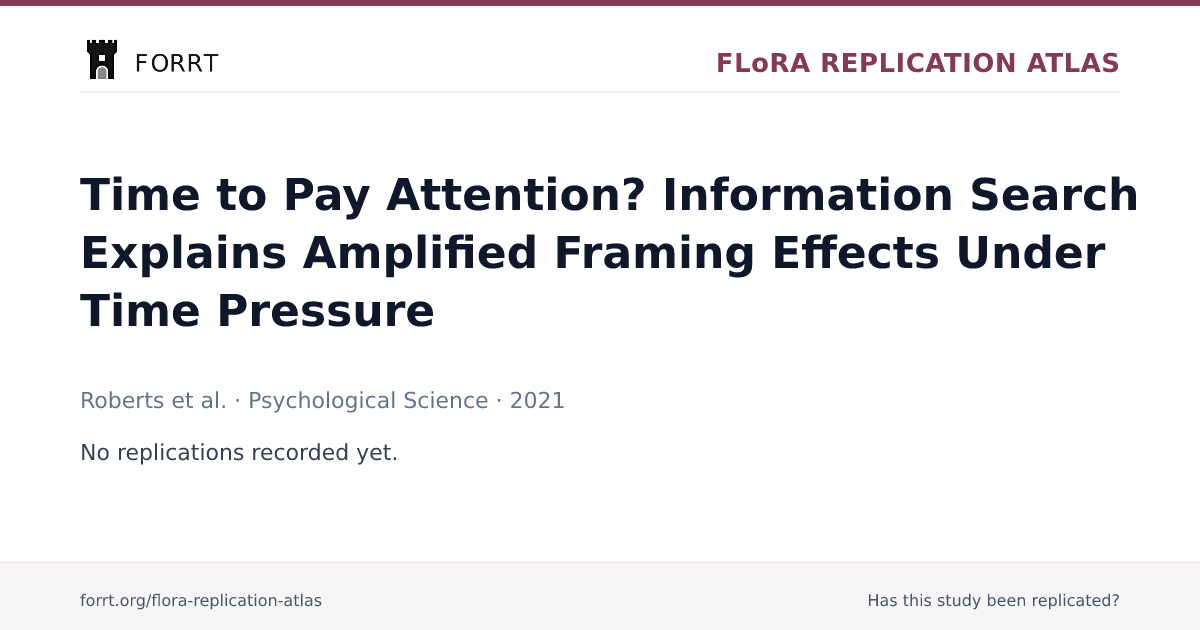 FORRT
FLoRA REPLICATION ATLAS
Time to Pay Attention? Information Search
Explains Amplified Framing Effects Under
Time Pressure
Roberts et al. · Psychological Science · 2021
No replications recorded yet.
forrt.org/flora-replication-atlas
Has this study been replicated?